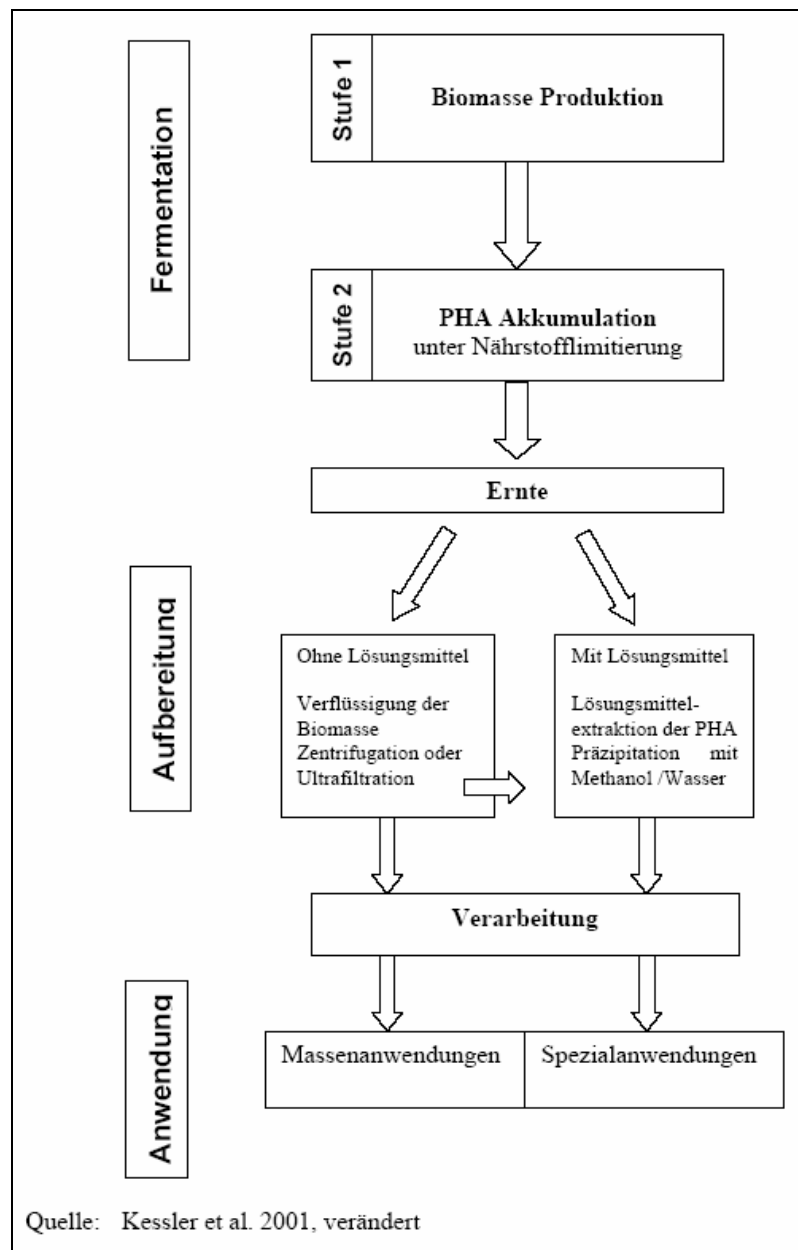 Fermentation
Stufe 1
Biomasse Produktion
Stufe 2
PHA Akkumulation
unter Nährstofflimitierung
Ernte
Aufbereitung
Ohne Lösungsmittel
Verflüssigung der
Biomasse
Zentrifugation oder
Ultrafiltration
Mit Lösungsmittel
Lösungsmittel-
extraktion der PHA
Präzipitation mit
Methanol /Wasser
Verarbeitung
Anwendung
Massenanwendungen
Spezialanwendungen
Quelle: Kessler et al. 2001, verändert